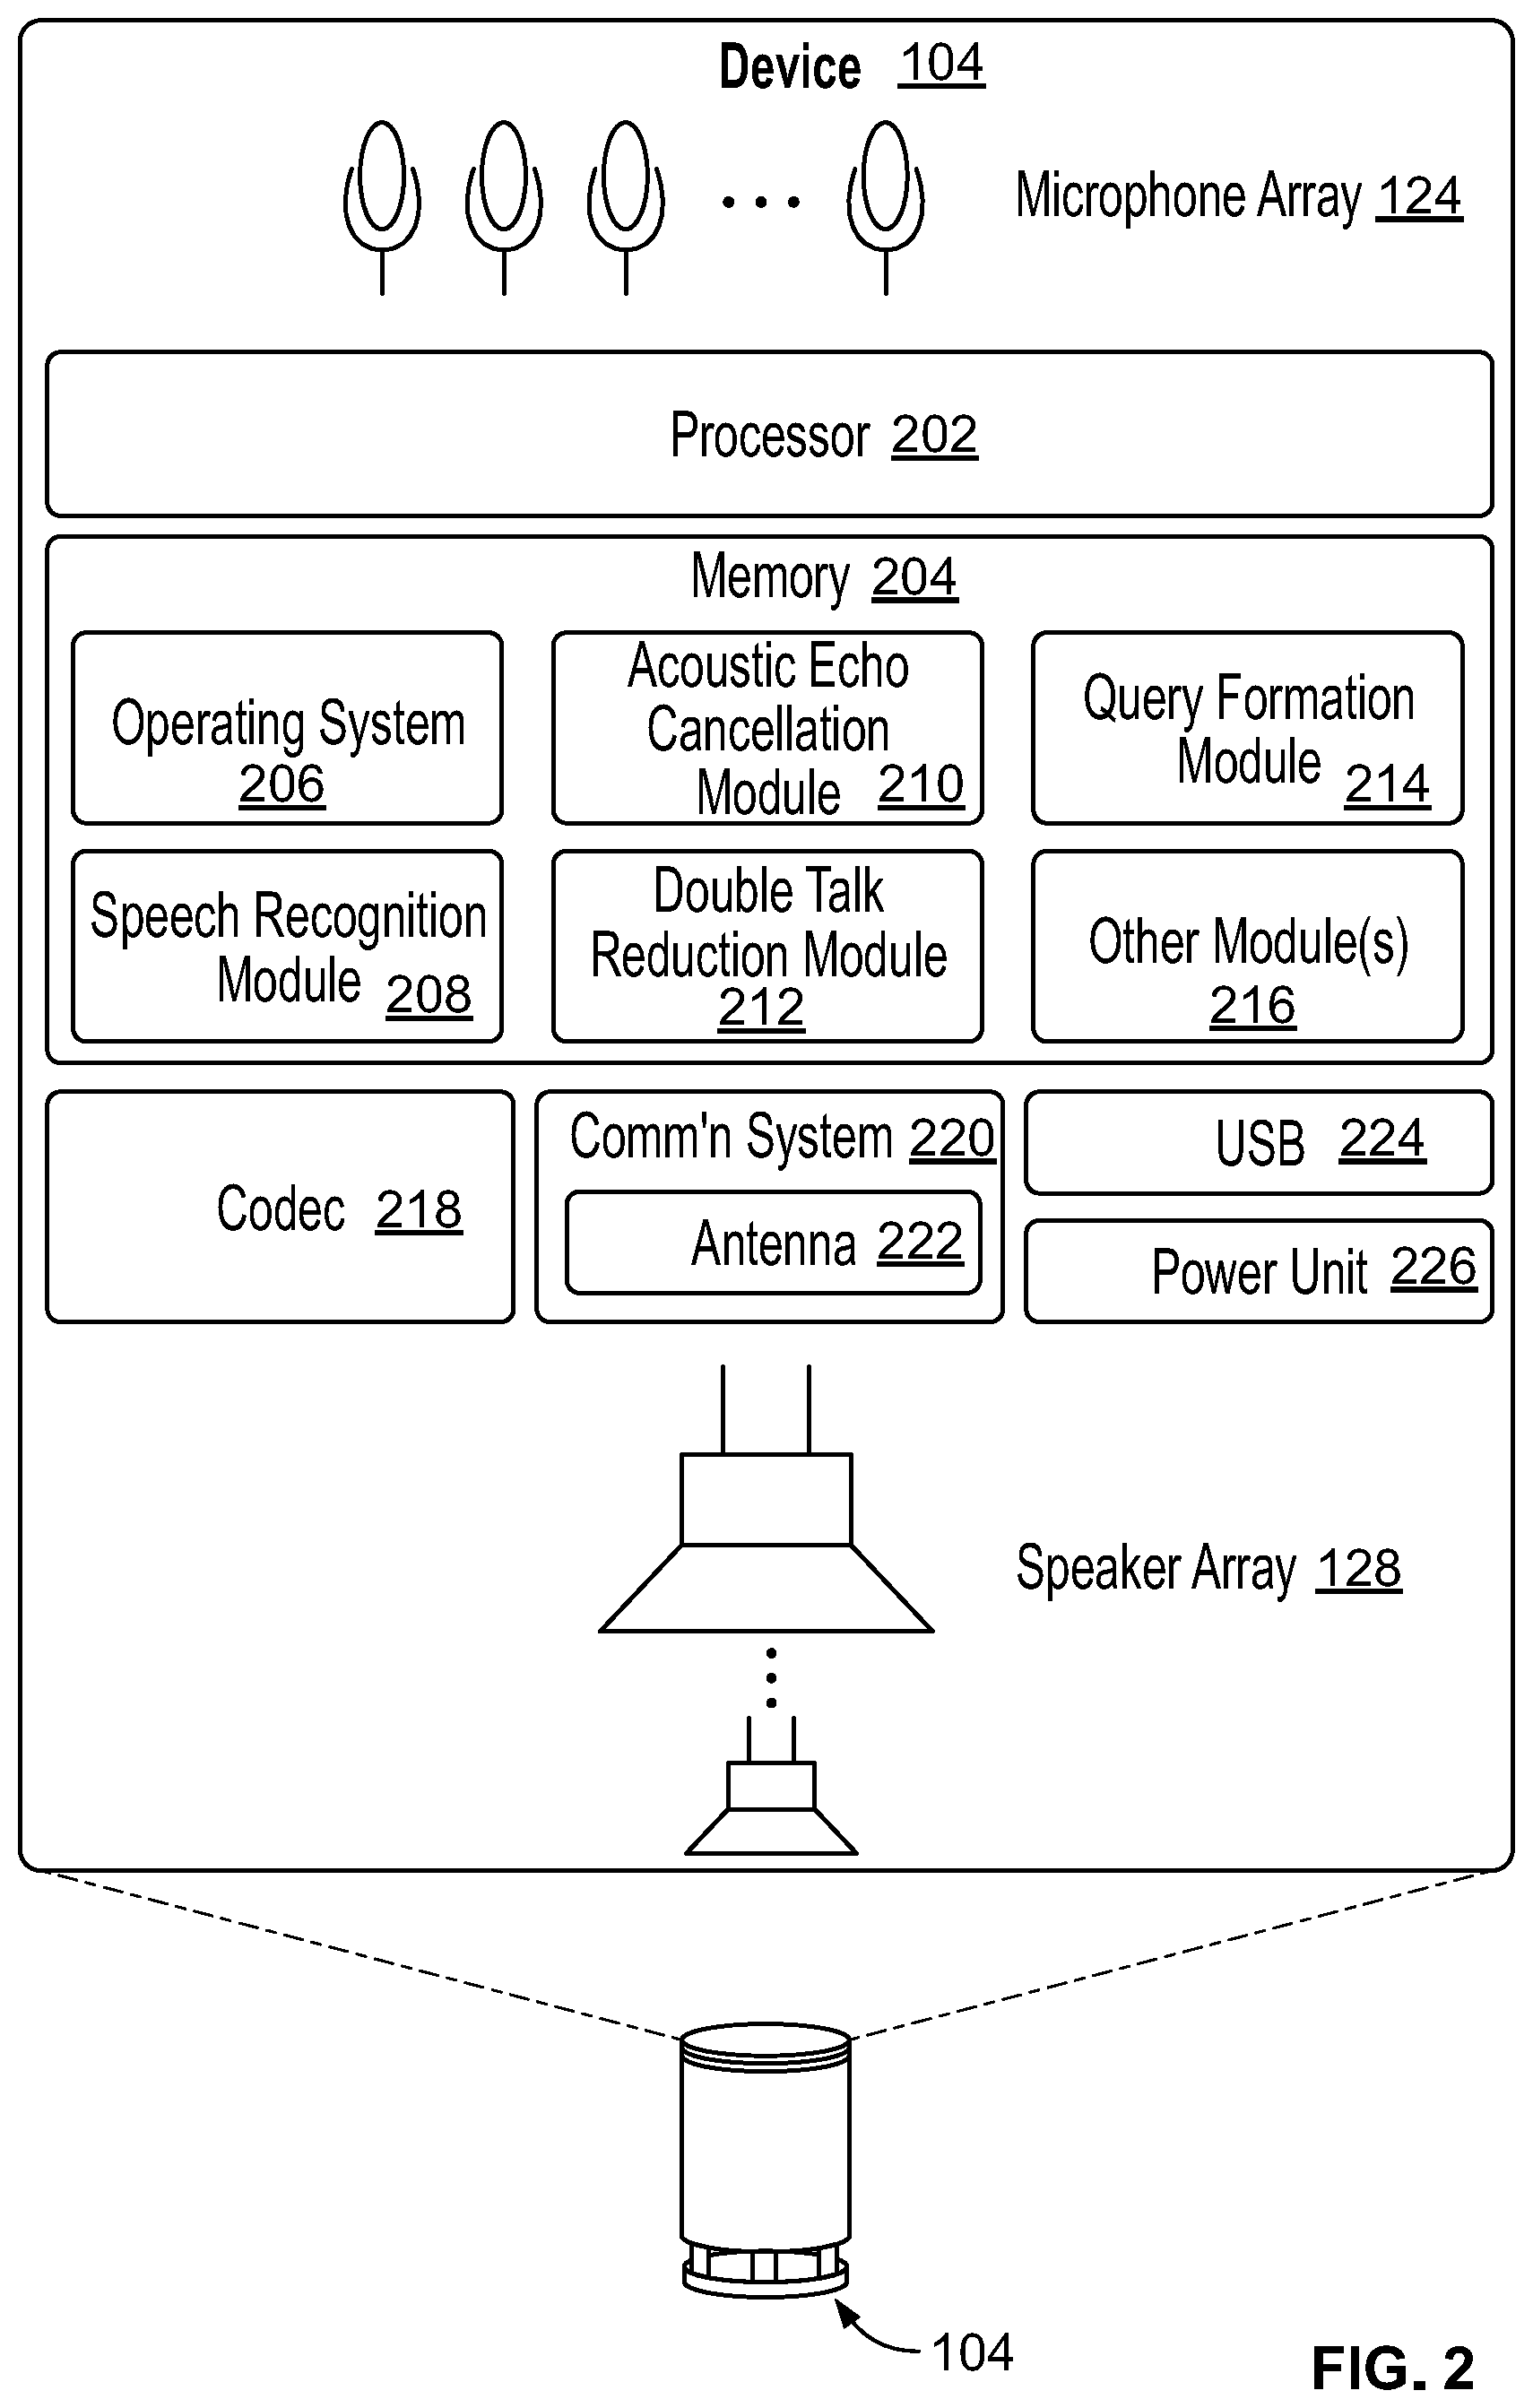 Device 104
Microphone Array 124
Processor 202
Memory 204
Operating System
206
Acoustic Echo
Cancellation
Module 210
Query Formation
Module 214
Speech Recognition
Module 208
Double Talk
Reduction Module
212
Other Module(s)
216
Codec 218
Comm'n System 220
Antenna 222
USB 224
Power Unit 226
Speaker Array 128
104
FIG. 2